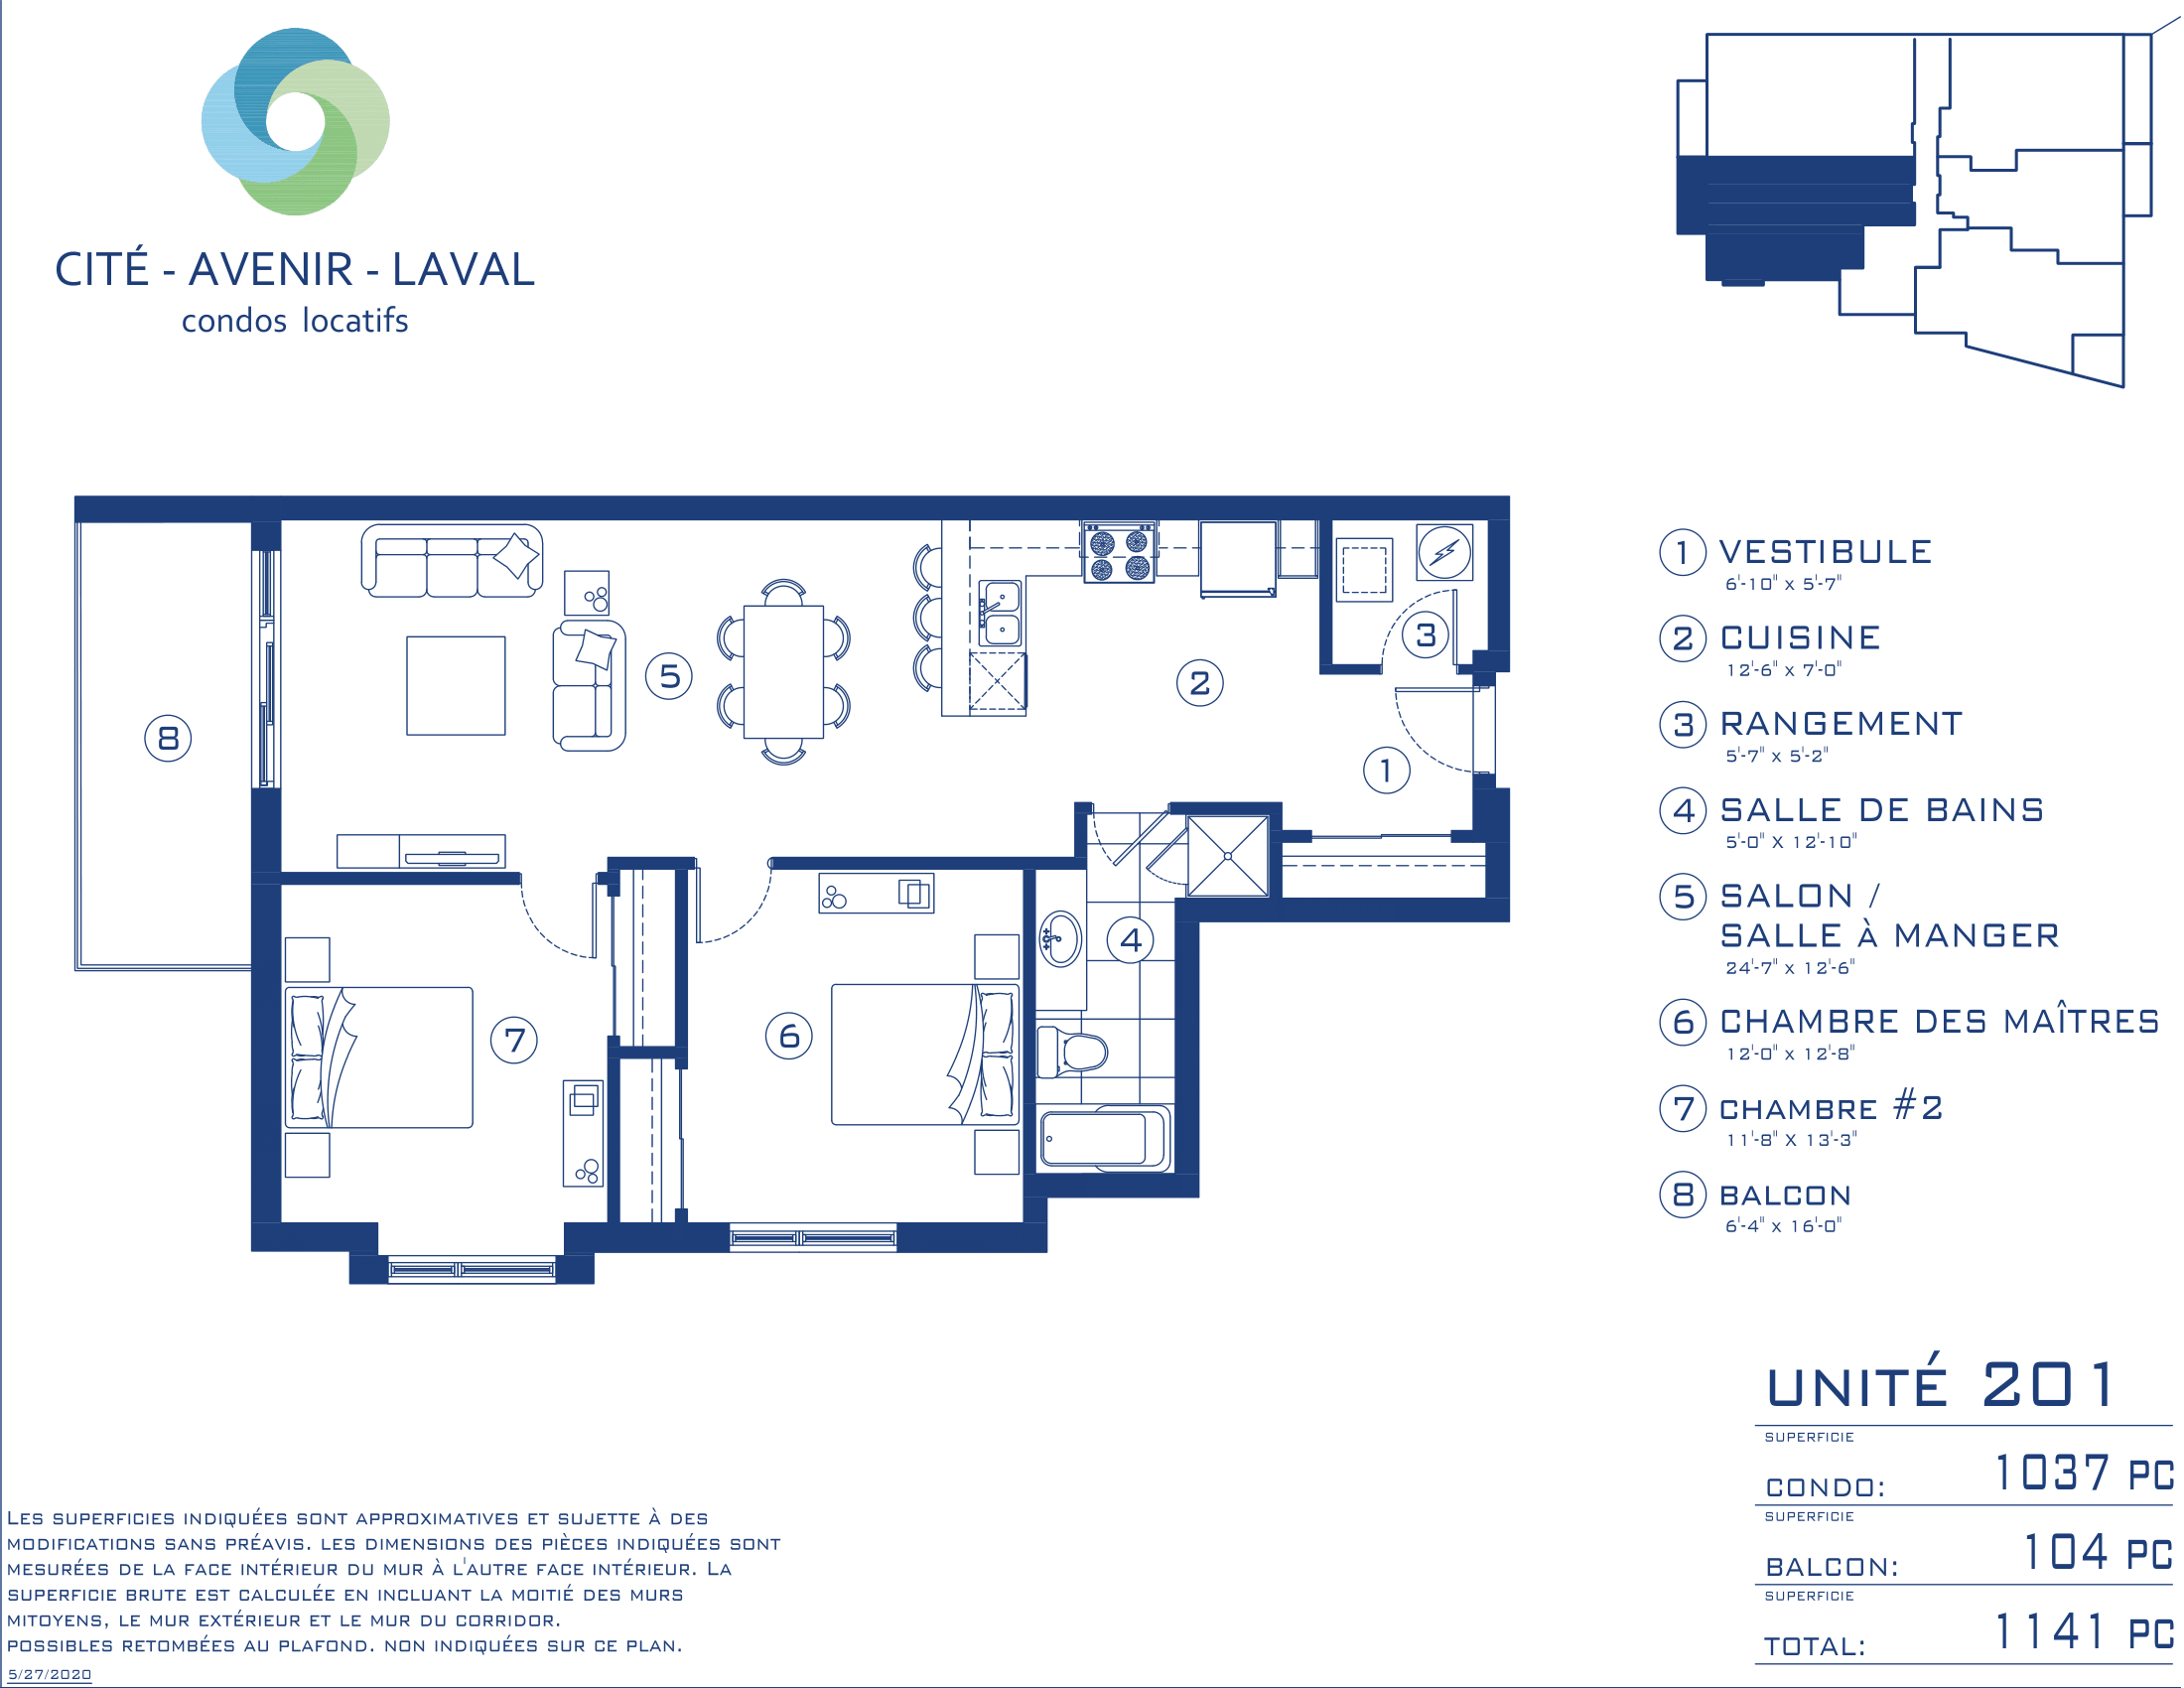 CITÉ - AVENIR - LAVAL
condos locatifs
1 VESTIBULE
6'-10" x 5'-7"
2 CUISINE
12'-6" x 7'-0"
3 RANGEMENT
5'-7" x 5'-2"
4 SALLE DE BAINS
5'-0" X 12'-10"
5 SALON /
SALLE À MANGER
24'-7" x 12'-6"
6 CHAMBRE DES MAÎTRES
12'-0" x 12'-8"
7 CHAMBRE #2
11'-8" X 13'-3"
8 BALCON
6'-4" x 16'-0"
5
2
3
1
8
4
7
6
UNITÉ 201
SUPERFICIE
CONDO: 1037 PC
SUPERFICIE
BALCON: 104 PC
SUPERFICIE
TOTAL: 1141 PC
LES SUPERFICIES INDIQUÉES SONT APPROXIMATIVES ET SUJETTE À DES
MODIFICATIONS SANS PRÉAVIS. LES DIMENSIONS DES PIÈCES INDIQUÉES SONT
MESURÉES DE LA FACE INTÉRIEUR DU MUR À L'AUTRE FACE INTÉRIEUR. LA
SUPERFICIE BRUTE EST CALCULÉE EN INCLUANT LA MOITIÉ DES MURS
MITOYENS, LE MUR EXTÉRIEUR ET LE MUR DU CORRIDOR.
POSSIBLES RETOMBÉES AU PLAFOND. NON INDIQUÉES SUR CE PLAN.
5/27/2020